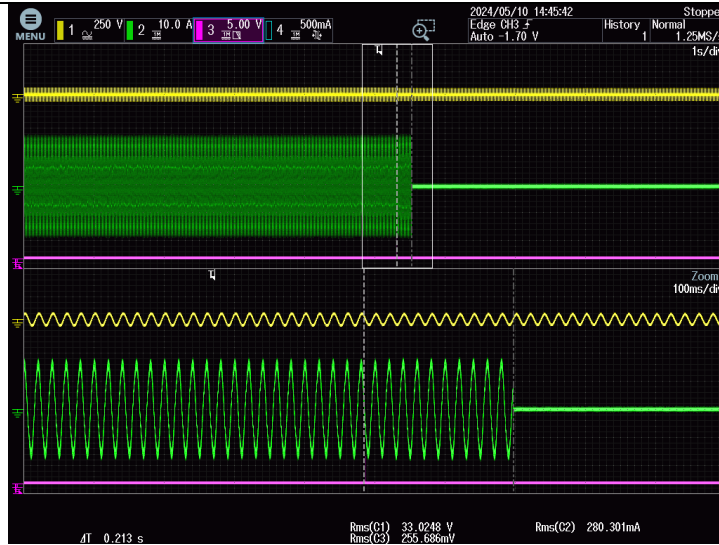 2024/05/10 14:45:42 Stoppe
MENU 1 250 V 2 10.0 A 3 5.00 V 4 500mA Edge CH3 History Normal
Auto -1.70 V 1 1.25MS/
1s/div
Zoom
100ms/div
Rms(C1) 33.0248 V Rms(C2) 280.301mA
ΔT 0.213 s Rms(C3) 255.686mV